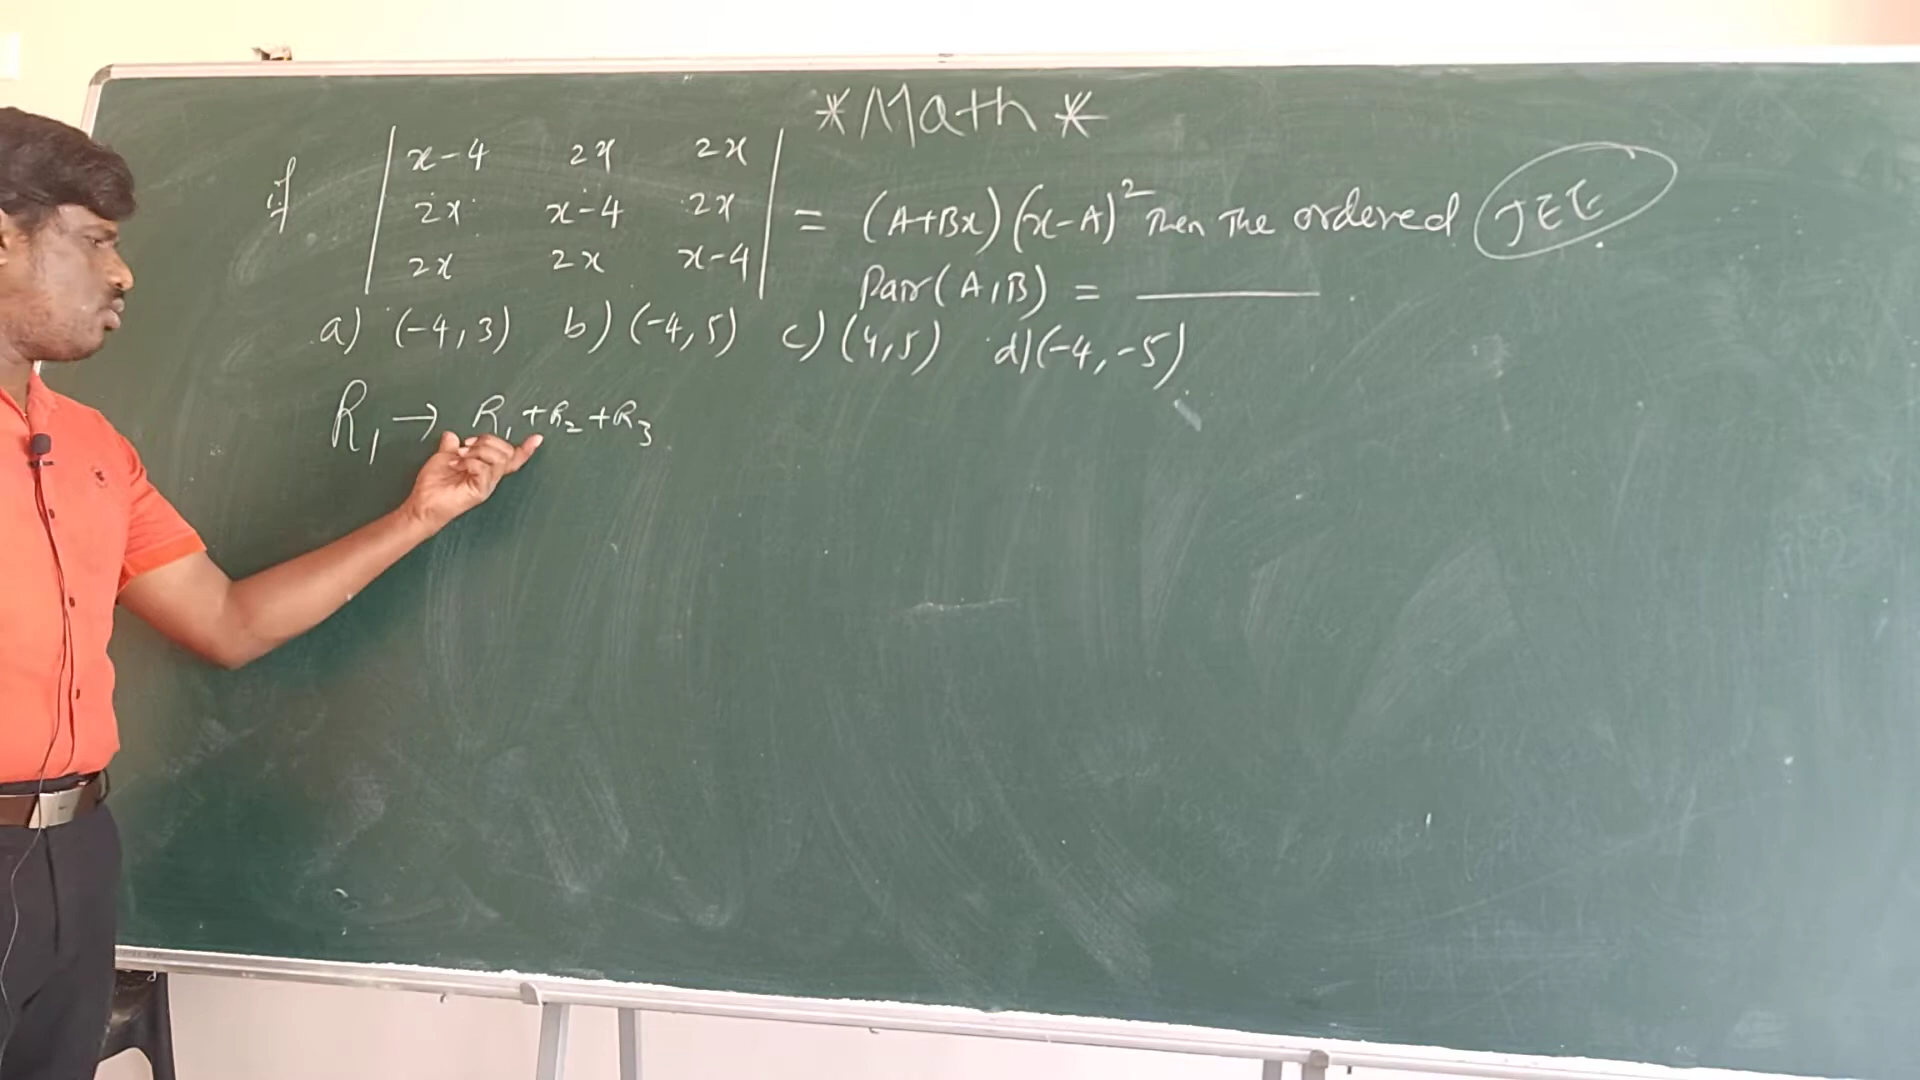 *Math*
if | x-4 2x 2x |
| 2x x-4 2x | = (A+Bx)(x-A)² Then The ordered JEE
| 2x 2x x-4 | Pair(A,B) = ______
a) (-4,3) b) (-4,5) c) (4,5) d) (-4,-5)
R₁ → R₁+R₂+R₃